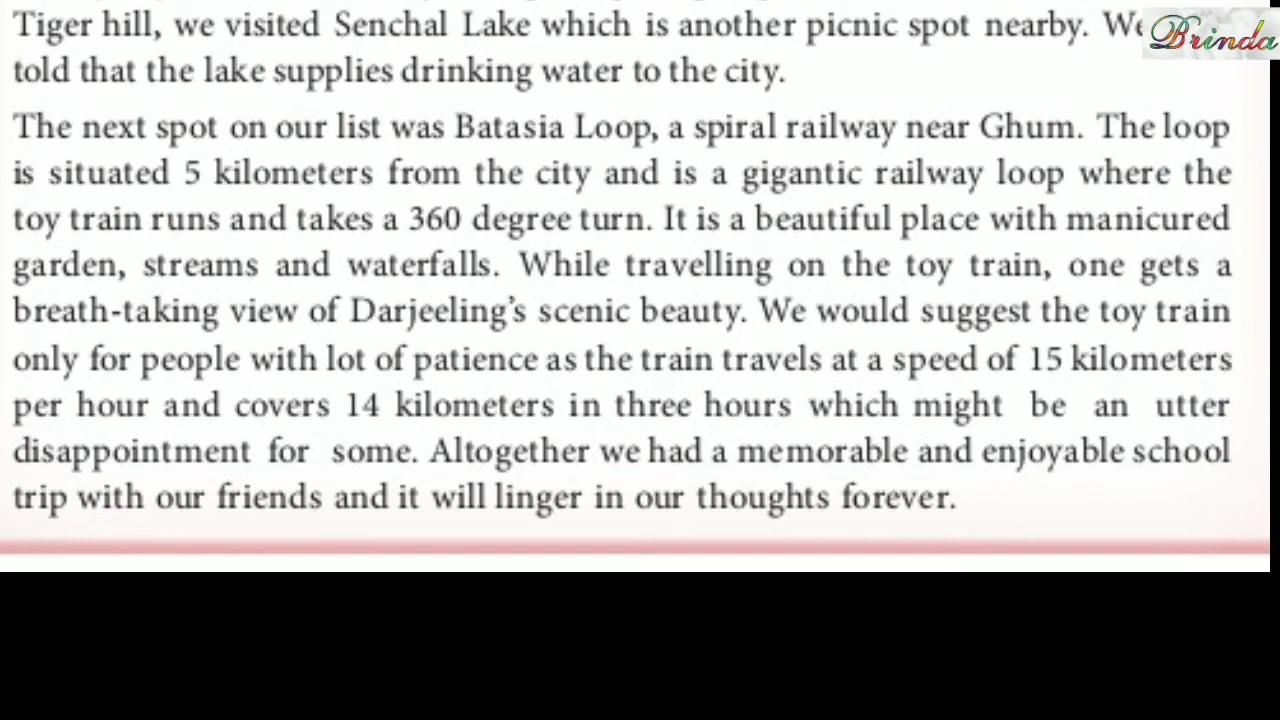 Tiger hill, we visited Senchal Lake which is another picnic spot nearby. We
Brinda
told that the lake supplies drinking water to the city.
The next spot on our list was Batasia Loop, a spiral railway near Ghum. The loop
is situated 5 kilometers from the city and is a gigantic railway loop where the
toy train runs and takes a 360 degree turn. It is a beautiful place with manicured
garden, streams and waterfalls. While travelling on the toy train, one gets a
breath-taking view of Darjeeling's scenic beauty. We would suggest the toy train
only for people with lot of patience as the train travels at a speed of 15 kilometers
per hour and covers 14 kilometers in three hours which might be an utter
disappointment for some. Altogether we had a memorable and enjoyable school
trip with our friends and it will linger in our thoughts forever.